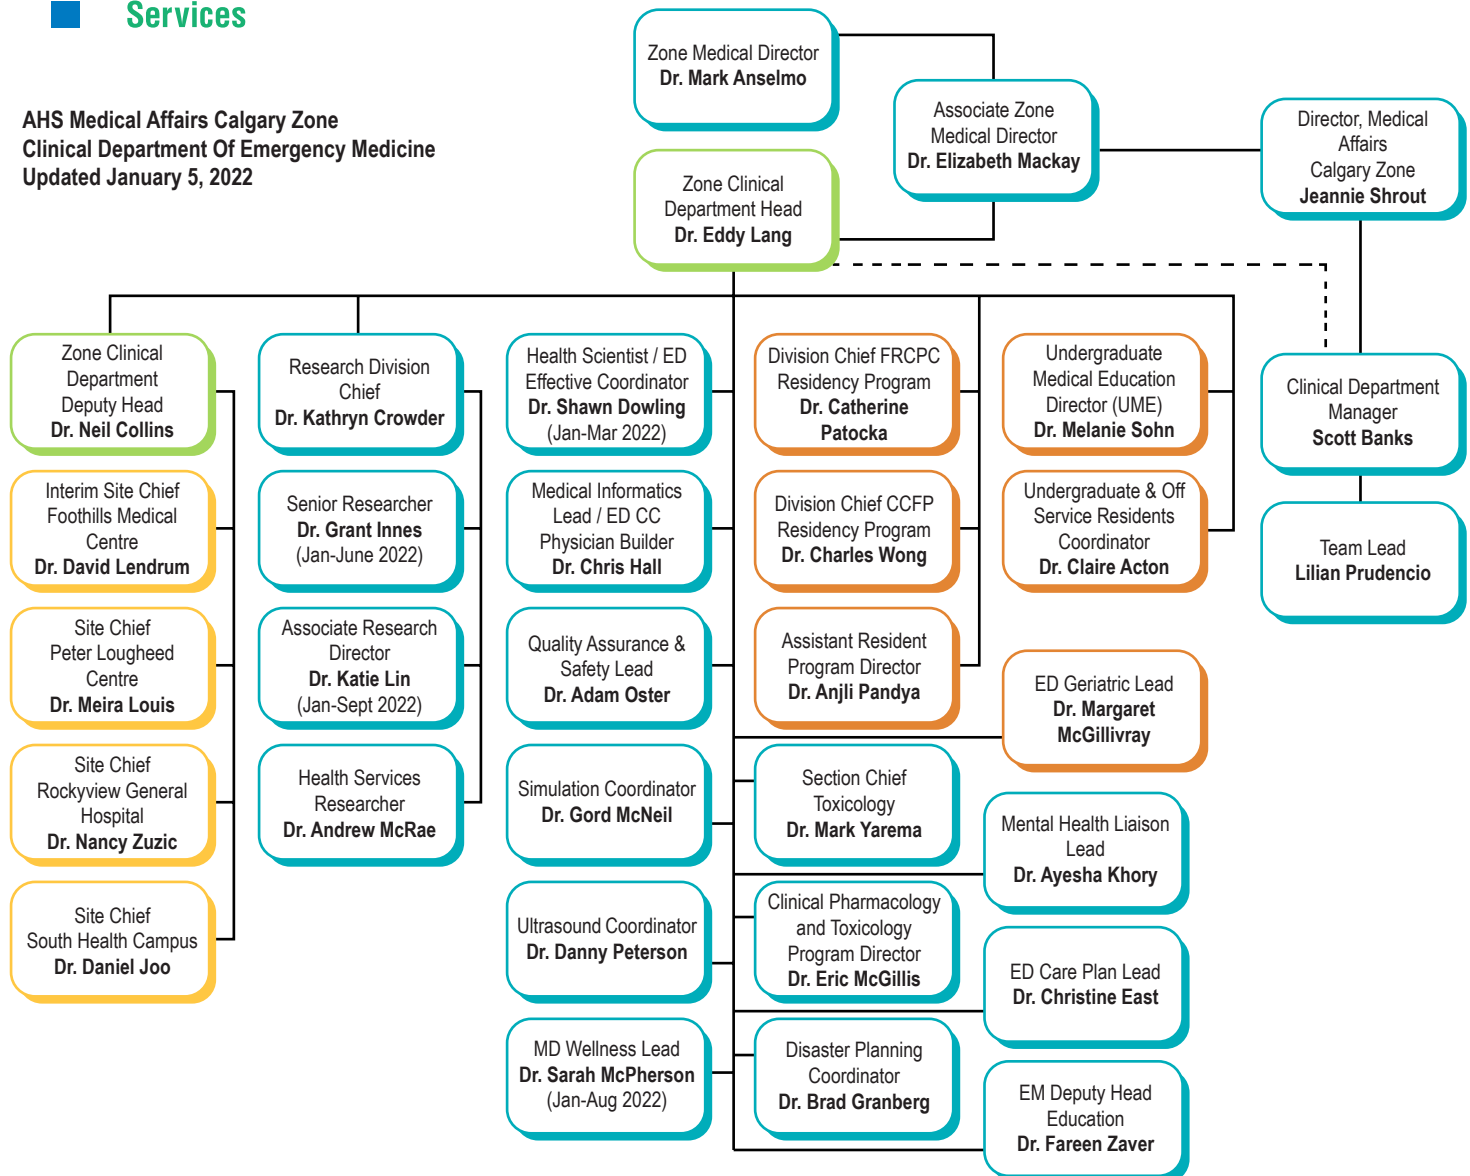 Services
AHS Medical Affairs Calgary Zone
Clinical Department Of Emergency Medicine
Updated January 5, 2022
Zone Medical Director
Dr. Mark Anselmo
Associate Zone
Medical Director
Dr. Elizabeth Mackay
Director, Medical
Affairs
Calgary Zone
Jeannie Shrout
Zone Clinical
Department Head
Dr. Eddy Lang
Zone Clinical
Department
Deputy Head
Dr. Neil Collins
Interim Site Chief
Foothills Medical
Centre
Dr. David Lendrum
Site Chief
Peter Lougheed
Centre
Dr. Meira Louis
Site Chief
Rockyview General
Hospital
Dr. Nancy Zuzic
Site Chief
South Health Campus
Dr. Daniel Joo
Research Division
Chief
Dr. Kathryn Crowder
Senior Researcher
Dr. Grant Innes
(Jan-June 2022)
Associate Research
Director
Dr. Katie Lin
(Jan-Sept 2022)
Health Services
Researcher
Dr. Andrew McRae
Health Scientist / ED
Effective Coordinator
Dr. Shawn Dowling
(Jan-Mar 2022)
Medical Informatics
Lead / ED CC
Physician Builder
Dr. Chris Hall
Quality Assurance &
Safety Lead
Dr. Adam Oster
Simulation Coordinator
Dr. Gord McNeil
Ultrasound Coordinator
Dr. Danny Peterson
MD Wellness Lead
Dr. Sarah McPherson
(Jan-Aug 2022)
Division Chief FRCPC
Residency Program
Dr. Catherine
Patocka
Division Chief CCFP
Residency Program
Dr. Charles Wong
Assistant Resident
Program Director
Dr. Anjli Pandya
Section Chief
Toxicology
Dr. Mark Yarema
Clinical Pharmacology
and Toxicology
Program Director
Dr. Eric McGillis
Disaster Planning
Coordinator
Dr. Brad Granberg
Undergraduate
Medical Education
Director (UME)
Dr. Melanie Sohn
Undergraduate & Off
Service Residents
Coordinator
Dr. Claire Acton
ED Geriatric Lead
Dr. Margaret
McGillivray
Mental Health Liaison
Lead
Dr. Ayesha Khory
ED Care Plan Lead
Dr. Christine East
EM Deputy Head
Education
Dr. Fareen Zaver
Clinical Department
Manager
Scott Banks
Team Lead
Lilian Prudencio